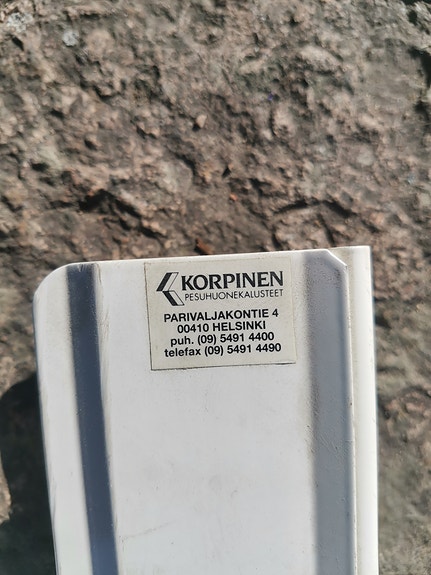 KORPINEN
PESUHUONEKALUSTEET
PARIVALJAKONTIE 4
00410 HELSINKI
puh. (09) 5491 4400
telefax (09) 5491 4490